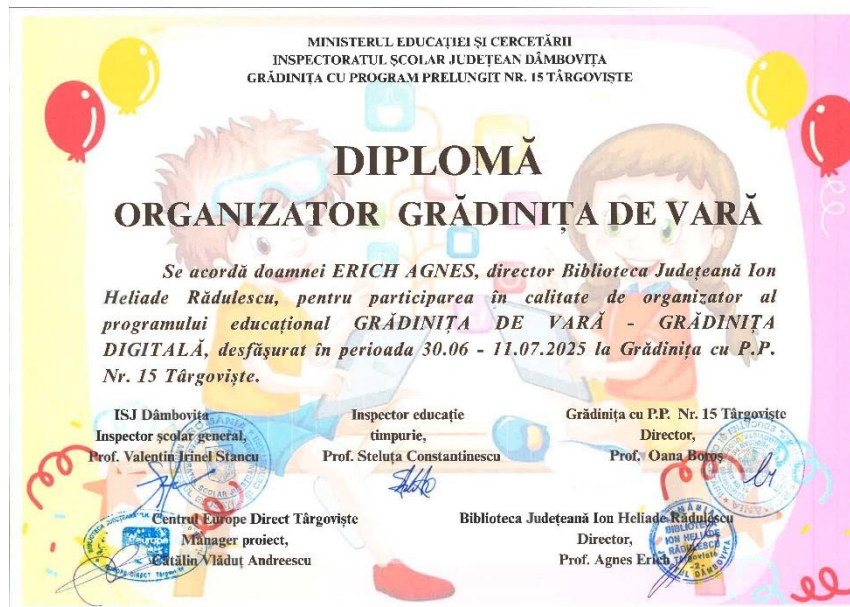 MINISTERUL EDUCAȚIEI ȘI CERCETĂRII
INSPECTORATUL ȘCOLAR JUDEȚEAN DÂMBOVIȚA
GRĂDINIȚA CU PROGRAM PRELUNGIT NR. 15 TÂRGOVIȘTE
DIPLOMĂ
ORGANIZATOR GRĂDINIȚA DE VARĂ
Se acordă doamnei ERICH AGNES, director Biblioteca Județeană Ion
Heliade Rădulescu, pentru participarea în calitate de organizator al
programului educațional GRĂDINIȚA DE VARĂ - GRĂDINIȚA
DIGITALĂ, desfășurat în perioada 30.06 - 11.07.2025 la Grădinița cu P.P.
Nr. 15 Târgoviște.
ISJ Dâmbovița
Inspector școlar general,
Prof. Valentin Irinel Stancu
Inspector educație
timpurie,
Prof. Steluța Constantinescu
Grădinița cu P.P. Nr. 15 Târgoviște
Director,
Prof. Oana Boroș
Centrul Europe Direct Târgoviște
Manager proiect,
Cătălin Vlăduț Andreescu
Biblioteca Județeană Ion Heliade Rădulescu
Director,
Prof. Agnes Erich
BIBLIOTECA
ION HELIADE
RĂDULESCU